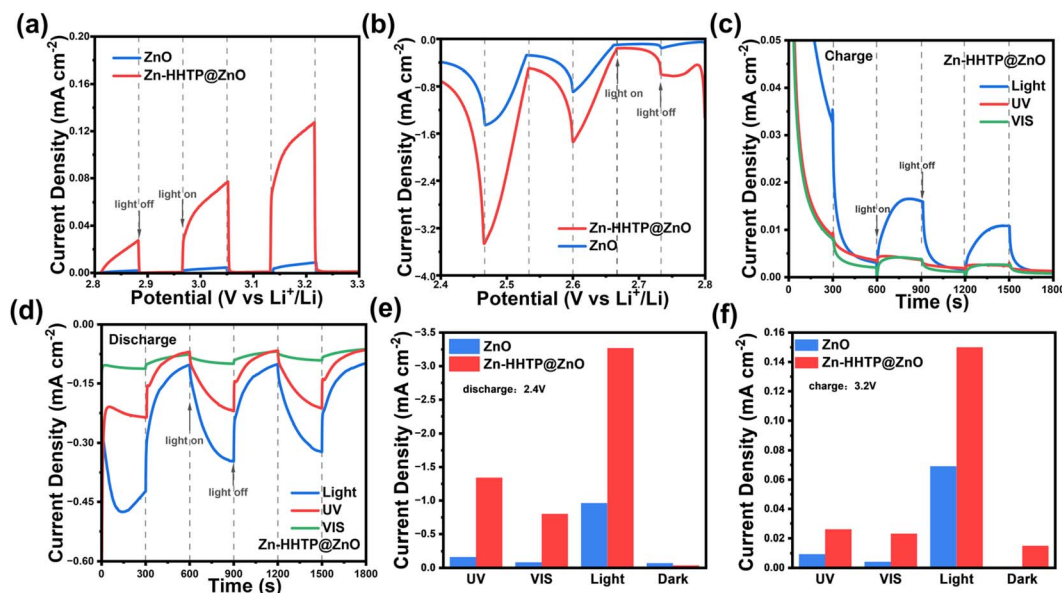 (a)
ZnO
Zn-HHTP@ZnO
light off
light on
0.20
0.16
0.12
0.08
0.04
0.00
2.8 2.9 3.0 3.1 3.2 3.3
Potential (V vs Li⁺/Li)
Current Density (mA cm⁻²)
(b)
0.0
-0.8
-1.6
-2.4
-3.2
-4.0
light on
light off
Zn-HHTP@ZnO
ZnO
2.4 2.5 2.6 2.7 2.8
Potential (V vs Li⁺/Li)
Current Density (mA cm⁻²)
(c)
0.05
0.04
0.03
0.02
0.01
0.00
Charge
Zn-HHTP@ZnO
Light
UV
VIS
light off
light on
0 300 600 900 1200 1500 1800
Time (s)
Current Density (mA cm⁻²)
(d)
0.00
-0.15
-0.30
-0.45
-0.60
Discharge
light on
light off
Light
UV
VIS
Zn-HHTP@ZnO
0 300 600 900 1200 1500 1800
Time (s)
Current Density (mA cm⁻²)
(e)
-3.5
-3.0
-2.5
-2.0
-1.5
-1.0
-0.5
-0.0
ZnO
Zn-HHTP@ZnO
discharge: 2.4V
UV VIS Light Dark
Current Density (mA cm⁻²)
(f)
0.16
0.14
0.12
0.10
0.08
0.06
0.04
0.02
0.00
ZnO
Zn-HHTP@ZnO
charge: 3.2V
UV VIS Light Dark
Current Density (mA cm⁻²)